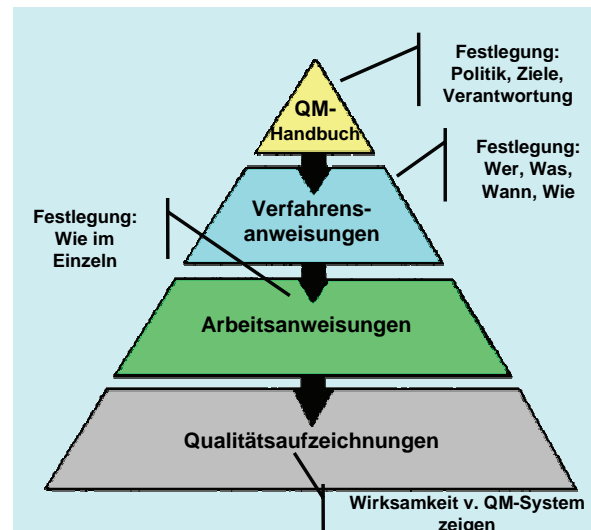 Festlegung:
Politik, Ziele,
Verantwortung
QM-
Handbuch
Festlegung:
Wer, Was,
Wann, Wie
Verfahrens-
anweisungen
Festlegung:
Wie im
Einzeln
Arbeitsanweisungen
Qualitätsaufzeichnungen
Wirksamkeit v. QM-System
zeigen